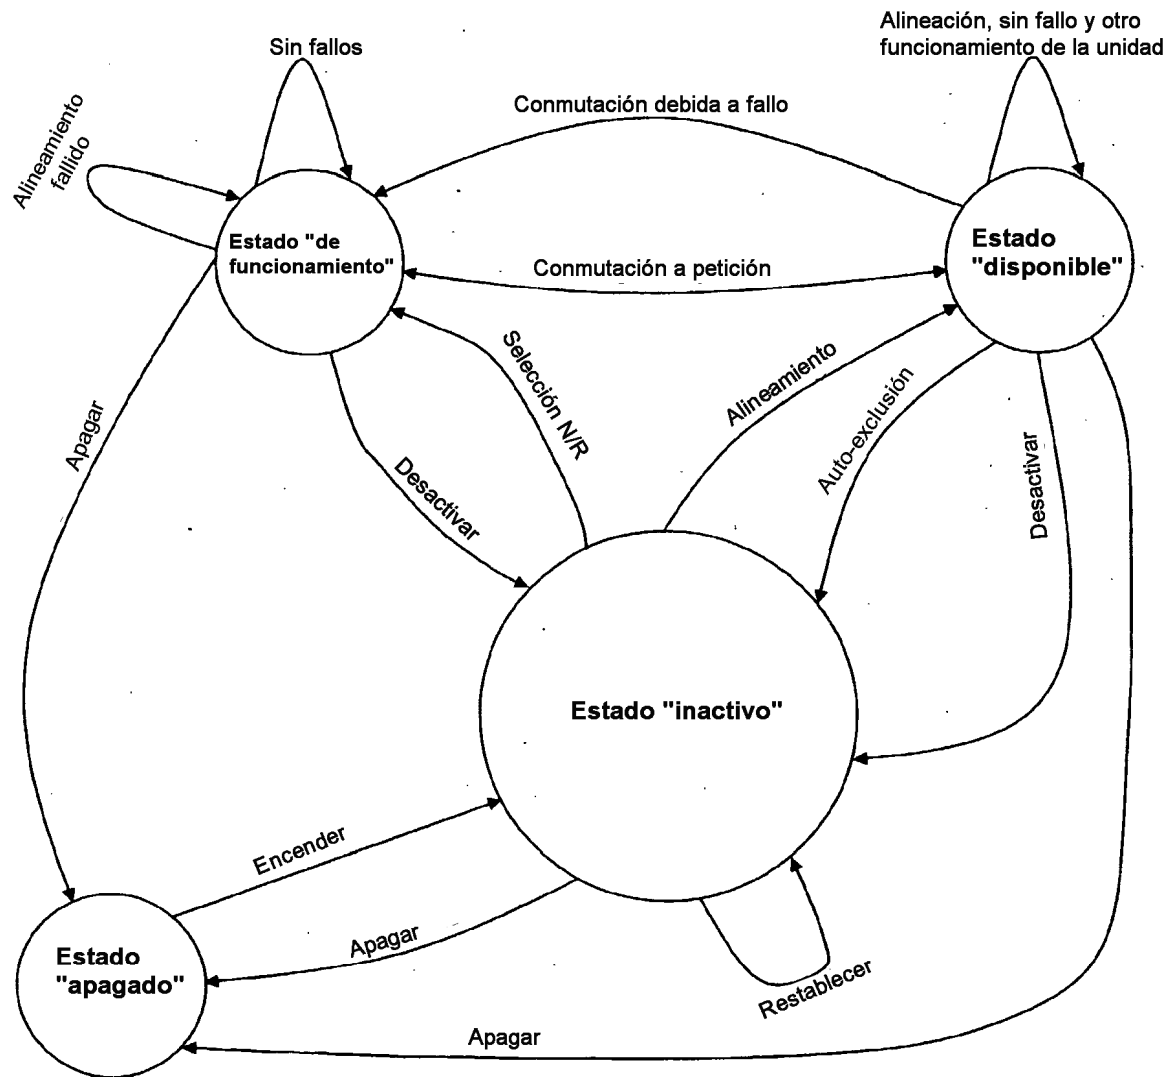 Alineación, sin fallo y otro
funcionamiento de la unidad
Sin fallos
Alineamiento
fallido
Conmutación debida a fallo
Estado "de
funcionamiento"
Estado
"disponible"
Conmutación a petición
Selección N/R
Alineamiento
Auto-exclusión
Desactivar
Apagar
Desactivar
Estado "inactivo"
Encender
Apagar
Estado
"apagado"
Restablecer
Apagar